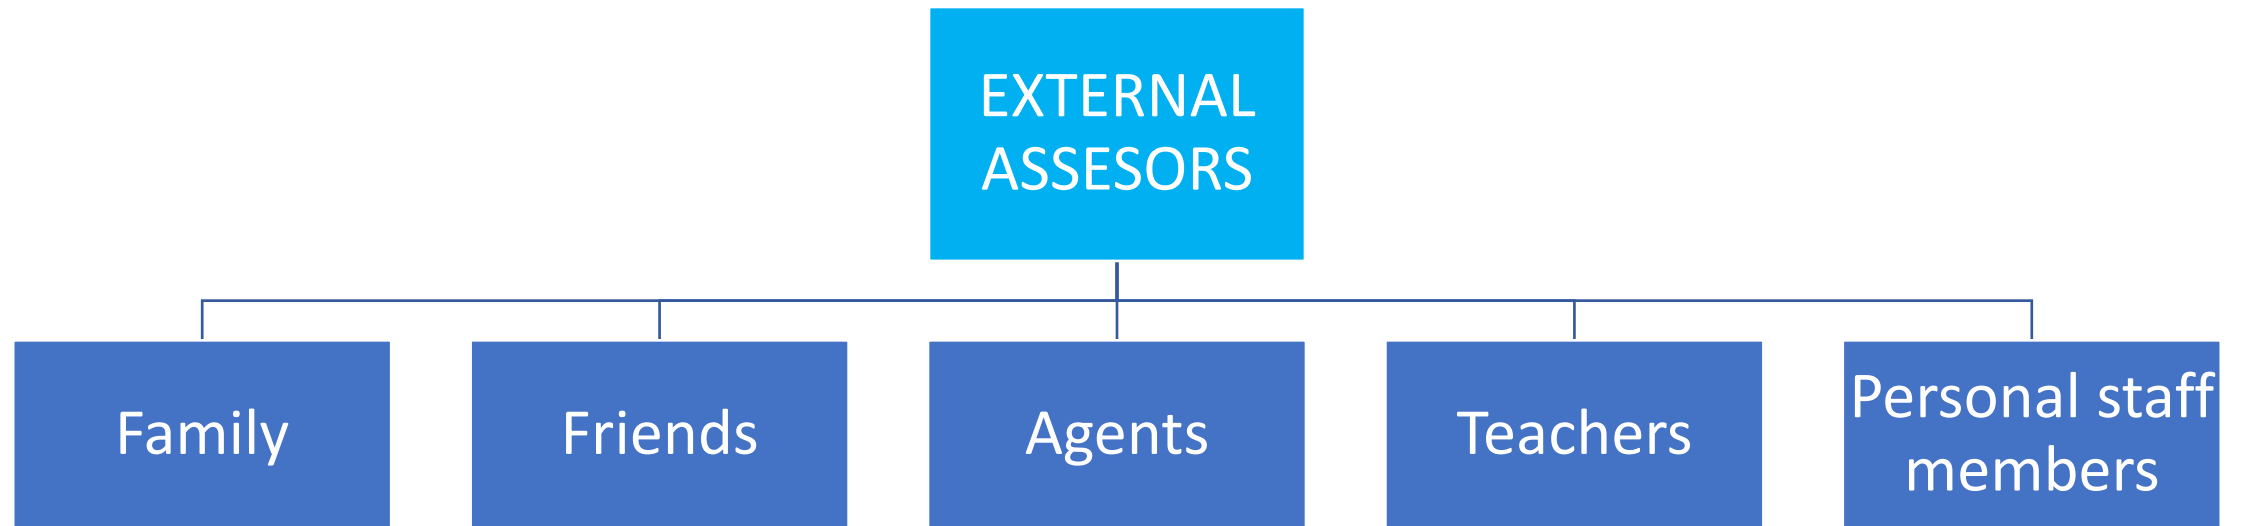 EXTERNAL
ASSESORS
Family
Friends
Agents
Teachers
Personal staff
members